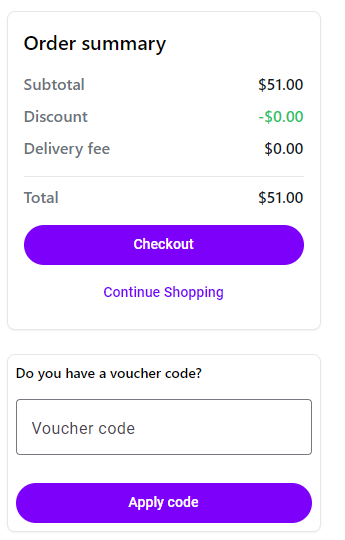 Order summary
Subtotal $51.00
Discount -$0.00
Delivery fee $0.00
Total $51.00
Checkout
Continue Shopping
Do you have a voucher code?
Voucher code
Apply code